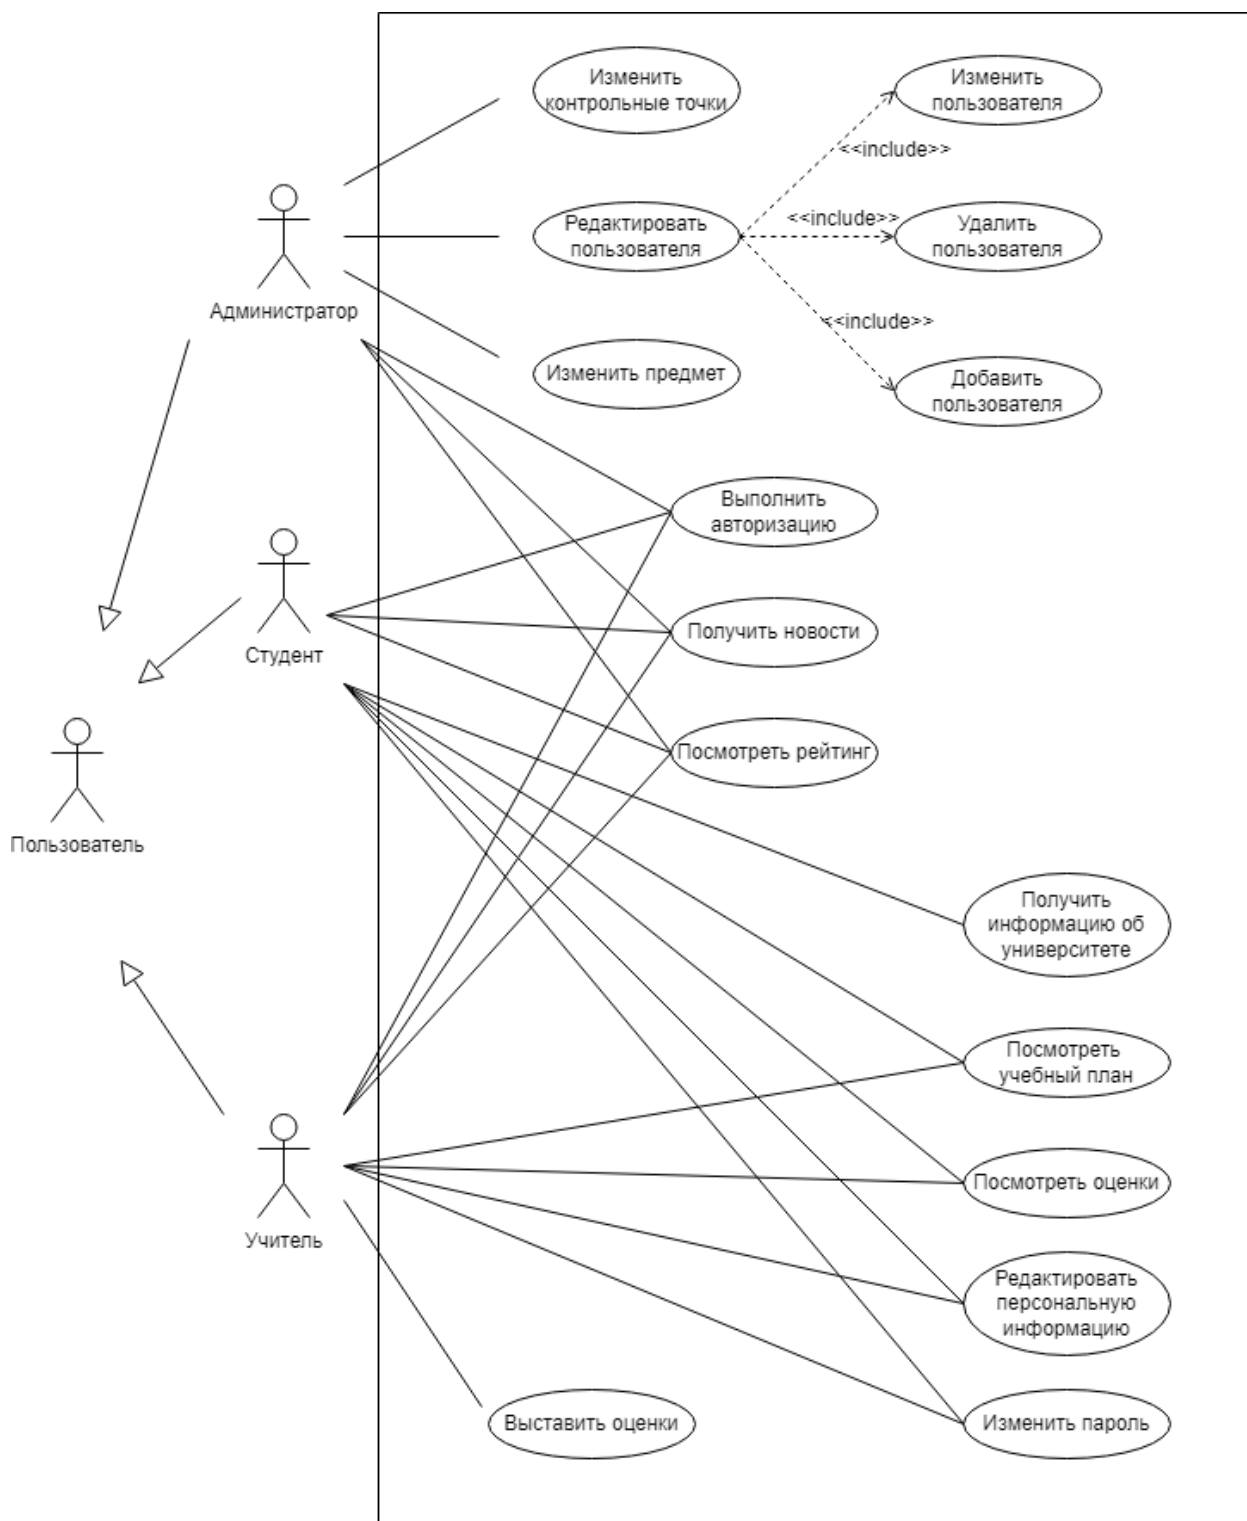 Изменить
контрольные точки
Изменить
пользователя
<<include>>
Редактировать
пользователя
<<include>>
Удалить
пользователя
Администратор
<<include>>
Изменить предмет
Добавить
пользователя
Выполнить
авторизацию
Студент
Получить новости
Посмотреть рейтинг
Пользователь
Получить
информацию об
университете
Посмотреть
учебный план
Посмотреть оценки
Учитель
Редактировать
персональную
информацию
Выставить оценки
Изменить пароль